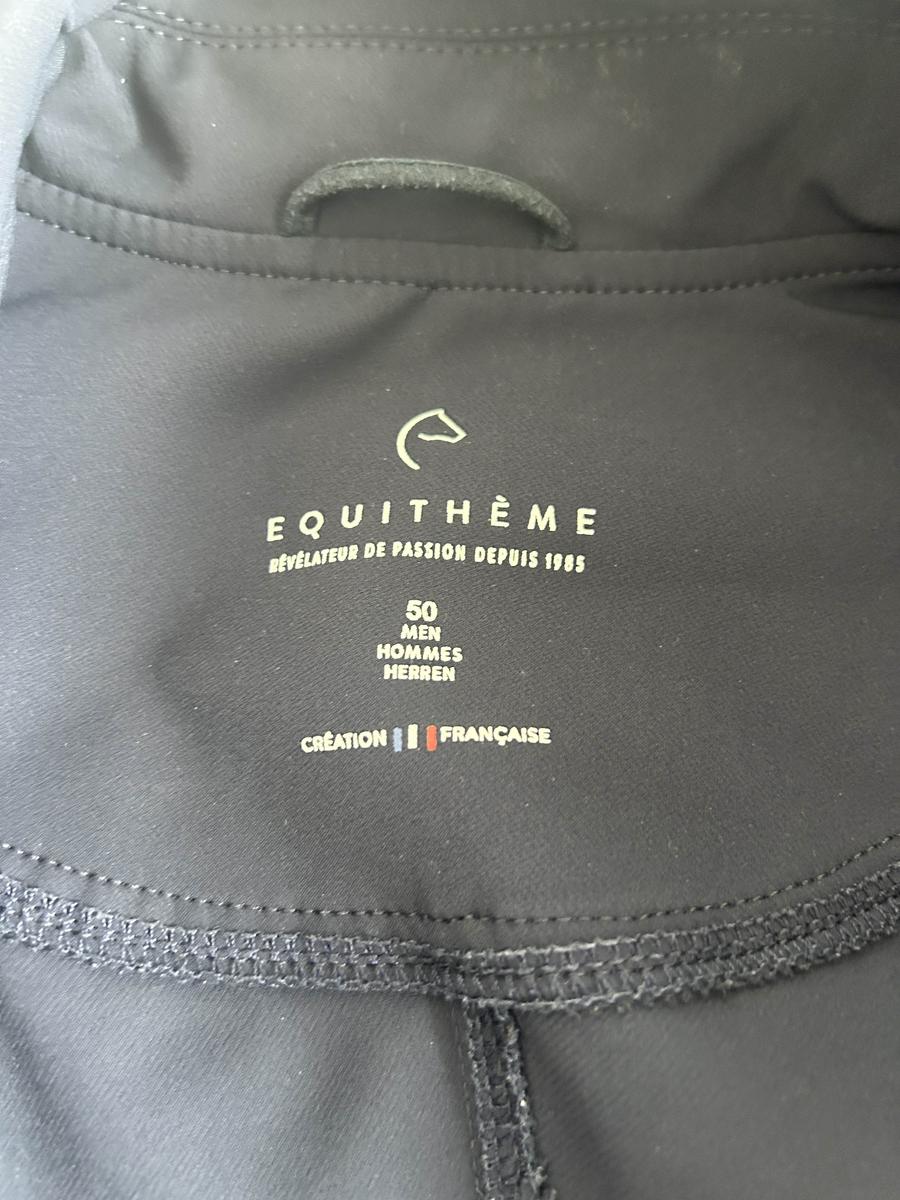 EQUITHÈME
RÉVÉLATEUR DE PASSION DEPUIS 1985
50
MEN
HOMMES
HERREN
CRÉATION FRANÇAISE